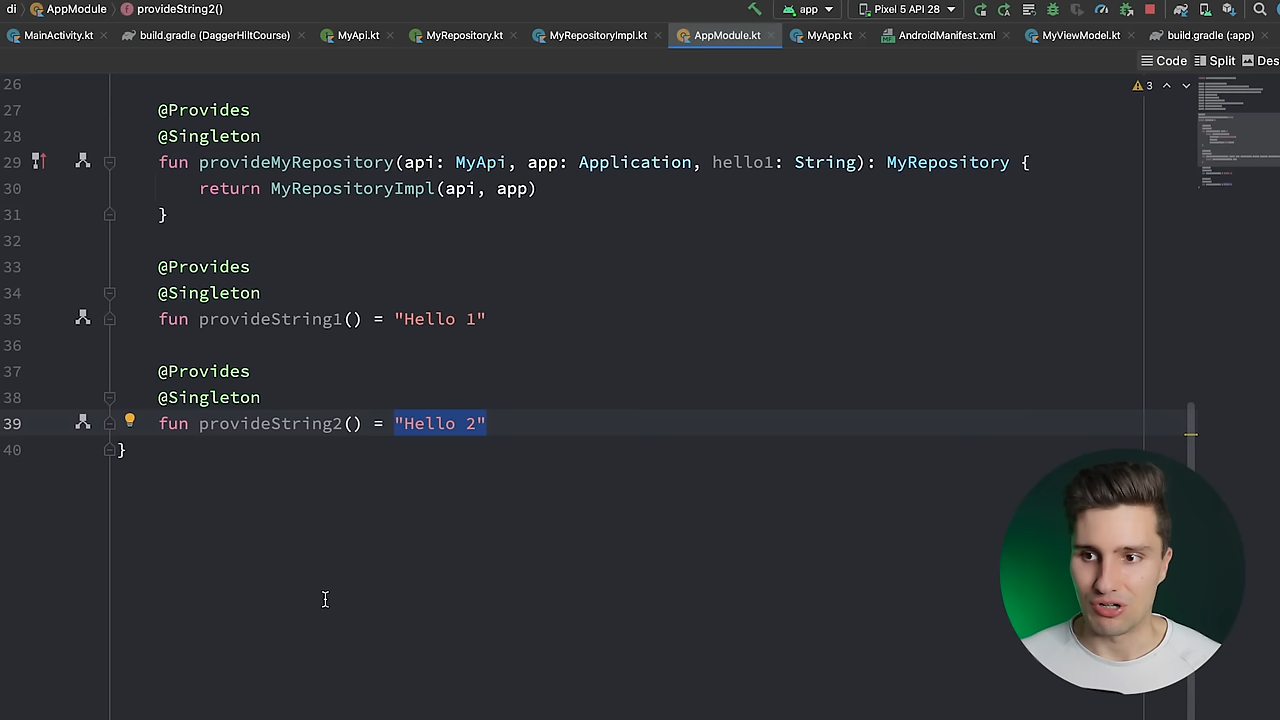 di AppModule provideString2()
app Pixel 5 API 28
MainActivity.kt build.gradle (DaggerHiltCourse) MyApi.kt MyRepository.kt MyRepositoryImpl.kt AppModule.kt MyApp.kt AndroidManifest.xml MyViewModel.kt build.gradle (:app)
Code Split Des
26
3
27 @Provides
28 @Singleton
29 fun provideMyRepository(api: MyApi, app: Application, hello1: String): MyRepository {
30 return MyRepositoryImpl(api, app)
31 }
32
33 @Provides
34 @Singleton
35 fun provideString1() = "Hello 1"
36
37 @Provides
38 @Singleton
39 fun provideString2() = "Hello 2"
40 }